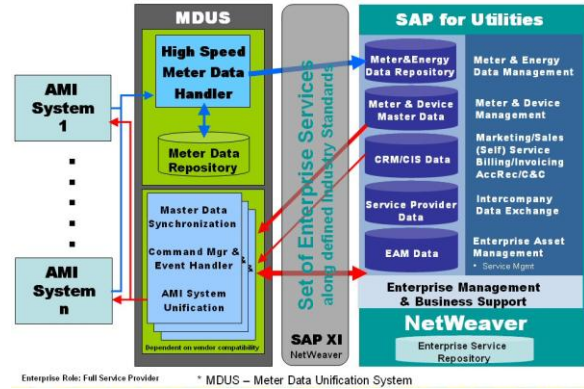 MDUS
SAP for Utilities
High Speed
Meter Data
Handler
Meter Data
Repository
AMI
System
1
AMI
System
n
Master Data
Synchronization
Command Mgr &
Event Handler
AMI System
Unification
&
&
Dependent on vendor compatibility
Set of Enterprise Services
along defined Industry Standards
SAP XI
NetWeaver
Meter&Energy
Data Repository
Meter & Energy
Data Management
Meter & Device
Master Data
Meter & Device
Management
CRM/CIS Data
Marketing/Sales
(Self) Service
Billing/Invoicing
AccRec/C&C
Service Provider
Data
Intercompany
Data Exchange
EAM Data
Enterprise Asset
Management
* Service Mgmt
Enterprise Management
& Business Support
NetWeaver
Enterprise Service
Repository
Enterprise Role: Full Service Provider
* MDUS – Meter Data Unification System